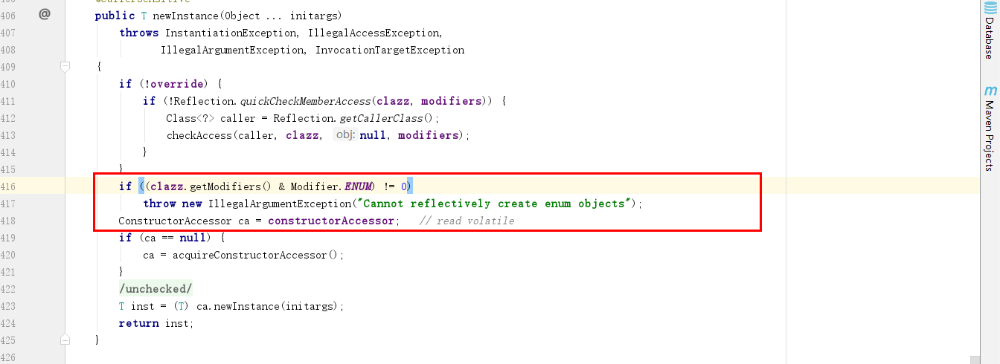 @CallerSensitive
406 @ public T newInstance(Object ... initargs)
407 throws InstantiationException, IllegalAccessException,
408 IllegalArgumentException, InvocationTargetException
409 {
410 if (!override) {
411 if (!Reflection.quickCheckMemberAccess(clazz, modifiers)) {
412 Class<?> caller = Reflection.getCallerClass();
413 checkAccess(caller, clazz, obj: null, modifiers);
414 }
415 }
416 if ((clazz.getModifiers() & Modifier.ENUM) != 0)
417 throw new IllegalArgumentException("Cannot reflectively create enum objects");
418 ConstructorAccessor ca = constructorAccessor; // read volatile
419 if (ca == null) {
420 ca = acquireConstructorAccessor();
421 }
422 /unchecked/
423 T inst = (T) ca.newInstance(initargs);
424 return inst;
425 }
426
Database
m Maven Projects